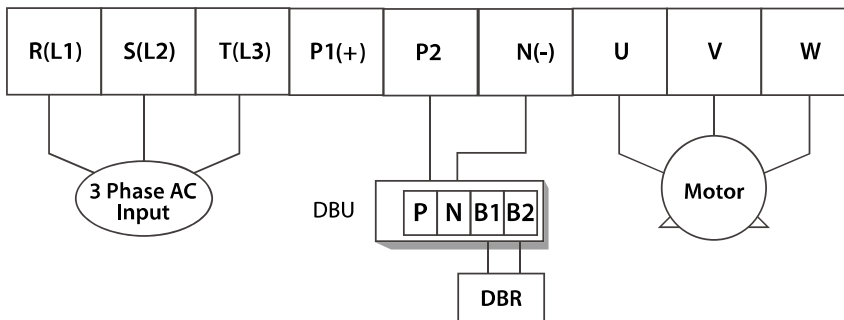 R(L1) S(L2) T(L3) P1(+) P2 N(-) U V W
3 Phase AC
Input
DBU
P N B1 B2
Motor
DBR